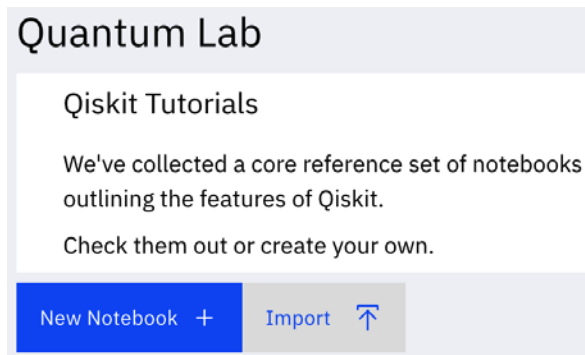 Quantum Lab
Qiskit Tutorials
We've collected a core reference set of notebooks
outlining the features of Qiskit.
Check them out or create your own.
New Notebook +
Import